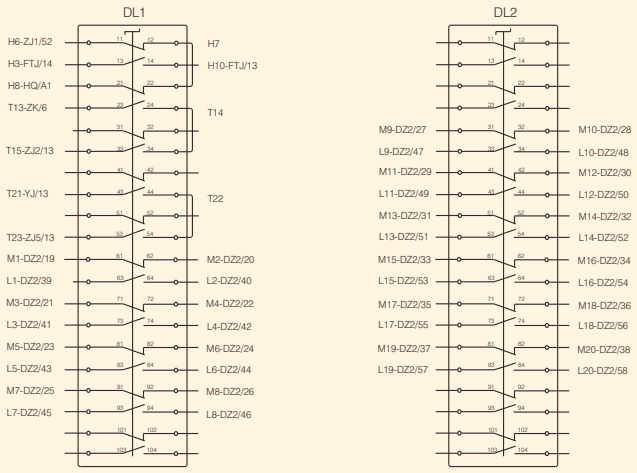 DL1
H6-ZJ1/52 11 12 H7
H3-FTJ/14 13 14 H10-FTJ/13
H8-HQ/A1 21 22
T13-ZK/6 23 24 T14
31 32
T15-ZJ2/13 33 34
41 42
T21-YJ/13 43 44 T22
51 52
T23-ZJ5/13 53 54
M1-DZ2/19 61 62 M2-DZ2/20
L1-DZ2/39 63 64 L2-DZ2/40
M3-DZ2/21 71 72 M4-DZ2/22
L3-DZ2/41 73 74 L4-DZ2/42
M5-DZ2/23 81 82 M6-DZ2/24
L5-DZ2/43 83 84 L6-DZ2/44
M7-DZ2/25 91 92 M8-DZ2/26
L7-DZ2/45 93 94 L8-DZ2/46
101 102
103 104
DL2
11 12
13 14
21 22
23 24
M9-DZ2/27 31 32 M10-DZ2/28
L9-DZ2/47 33 34 L10-DZ2/48
M11-DZ2/29 41 42 M12-DZ2/30
L11-DZ2/49 43 44 L12-DZ2/50
M13-DZ2/31 51 52 M14-DZ2/32
L13-DZ2/51 53 54 L14-DZ2/52
M15-DZ2/33 61 62 M16-DZ2/34
L15-DZ2/53 63 64 L16-DZ2/54
M17-DZ2/35 71 72 M18-DZ2/36
L17-DZ2/55 73 74 L18-DZ2/56
M19-DZ2/37 81 82 M20-DZ2/38
L19-DZ2/57 83 84 L20-DZ2/58
91 92
93 94
101 102
103 104